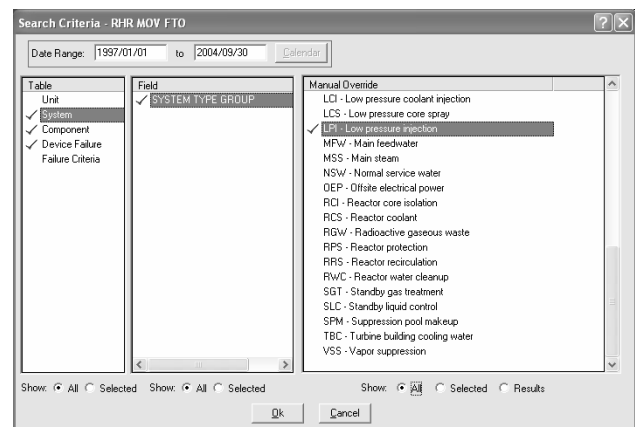 Search Criteria - RHR MOV FTO
Date Range: 1997/01/01 to 2004/09/30 Calendar
Table
Unit
System
Component
Device Failure
Failure Criteria
Field
SYSTEM TYPE GROUP
Manual Override
LCI - Low pressure coolant injection
LCS - Low pressure core spray
LPI - Low pressure injection
MFW - Main feedwater
MSS - Main steam
NSW - Normal service water
OEP - Offsite electrical power
RCI - Reactor core isolation
RCS - Reactor coolant
RGW - Radioactive gaseous waste
RPS - Reactor protection
RRS - Reactor recirculation
RWC - Reactor water cleanup
SGT - Standby gas treatment
SLC - Standby liquid control
SPM - Suppression pool makeup
TBC - Turbine building cooling water
VSS - Vapor suppression
Show: All Selected Show: All Selected Show: All Selected Results
Ok Cancel